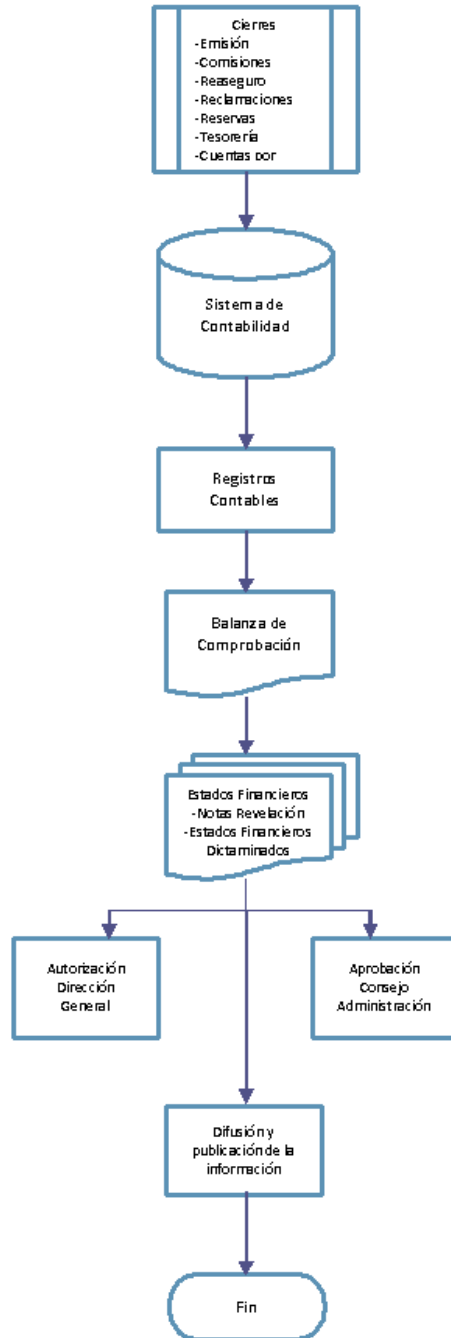 Cierres
-Emisión
-Comisiones
-Reaseguro
-Reclamaciones
-Reservas
-Tesorería
-Cuentas por
Sistema de
Contabilidad
Registros
Contables
Balanza de
Comprobación
Estados Financieros
-Notas Revelación
-Estados Financieros
Dictaminados
Autorización
Dirección
General
Aprobación
Consejo
Administración
Difusión y
publicación de la
información
Fin